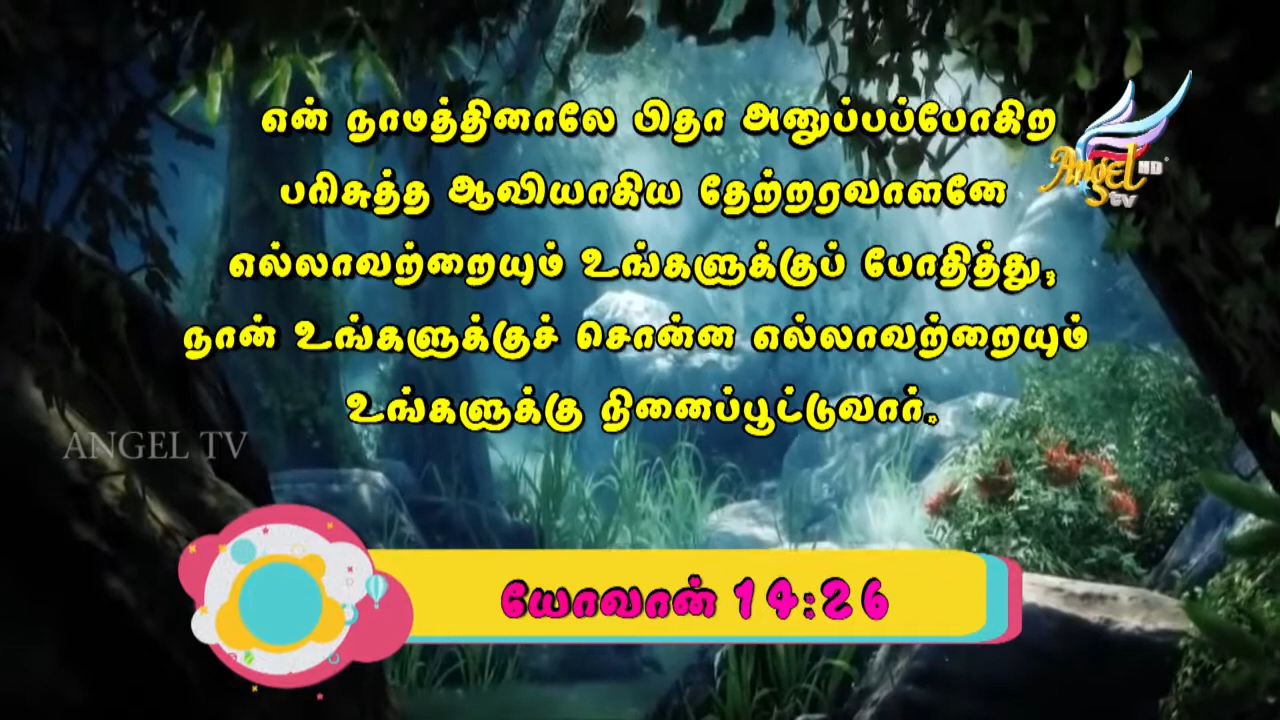 என் நாமத்தினாலே பிதா அனுப்பப்போகிற
பரிசுத்த ஆவியாகிய தேற்றரவாளனே
எல்லாவற்றையும் உங்களுக்குப் போதித்து,
நான் உங்களுக்குச் சொன்ன எல்லாவற்றையும்
உங்களுக்கு நினைப்பூட்டுவார்.
Angel HD
tv
ANGEL TV
யோவான் 14:26